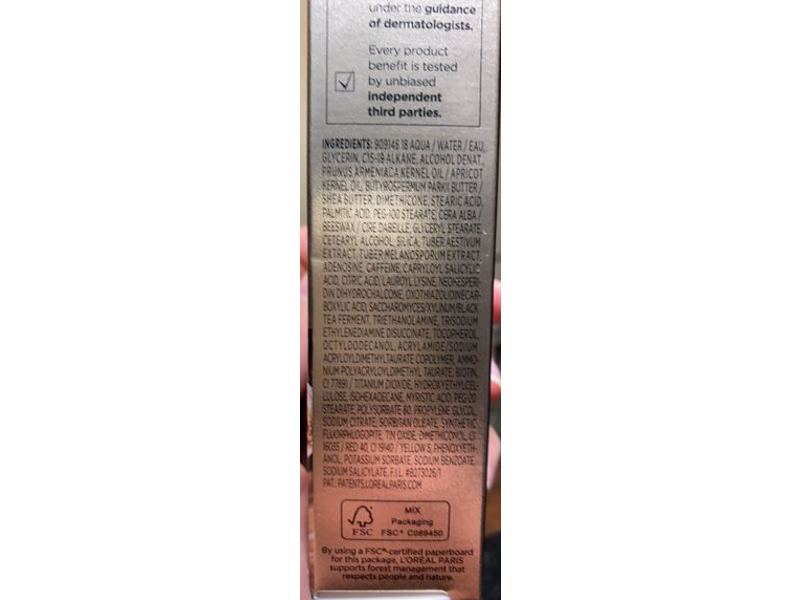 under the guidance
of dermatologists.
Every product
benefit is tested
by unbiased
independent
third parties.
INGREDIENTS: 909146 18 AQUA / WATER / EAU,
GLYCERIN, C15-19 ALKANE, ALCOHOL DENAT.,
PRUNUS ARMENIACA KERNEL OIL / APRICOT
KERNEL OIL, BUTYROSPERMUM PARKII BUTTER /
SHEA BUTTER, DIMETHICONE, STEARIC ACID,
PALMITIC ACID, PEG-100 STEARATE, CERA ALBA /
BEESWAX / CIRE DABEILLE, GLYCERYL STEARATE,
CETEARYL ALCOHOL, SILICA, TUBER AESTIVUM
EXTRACT, TUBER MELANOSPORUM EXTRACT,
ADENOSINE, CAFFEINE, CAPRYLOYL SALICYLIC
ACID, CITRIC ACID, LAUROYL LYSINE, NEOHESPERI-
DIN DIHYDROCHALCONE, OXOTHIAZOLIDINECAR-
BOXYLIC ACID, SACCHAROMYCES/XYLINUM/BLACK
TEA FERMENT, TRIETHANOLAMINE, TRISODIUM
ETHYLENEDIAMINE DISUCCINATE, TOCOPHEROL,
OCTYLDODECANOL, ACRYLAMIDE/SODIUM
ACRYLOYLDIMETHYLTAURATE COPOLYMER, AMMO-
NIUM POLYACRYLOYLDIMETHYL TAURATE, BIOTIN,
CI 77891 / TITANIUM DIOXIDE, HYDROXYETHYLCEL-
LULOSE, ISOHEXADECANE, MYRISTIC ACID, PEG-20
STEARATE, POLYSORBATE 80, PROPYLENE GLYCOL,
SODIUM CITRATE, SORBITAN OLEATE, SYNTHETIC
FLUORPHLOGOPITE, TIN OXIDE, DIMETHICONOL, CI
16035 / RED 40, CI 19140 / YELLOW 5, PHENOXYETH-
ANOL, POTASSIUM SORBATE, SODIUM BENZOATE,
SODIUM SALICYLATE. F.I.L. #B273026/1
PAT.: PATENTS.LOREALPARIS.COM
MIX
Packaging
FSC FSC® C089450
By using a FSC®-certified paperboard
for this package, L'ORÉAL PARIS
supports forest management that
respects people and nature.